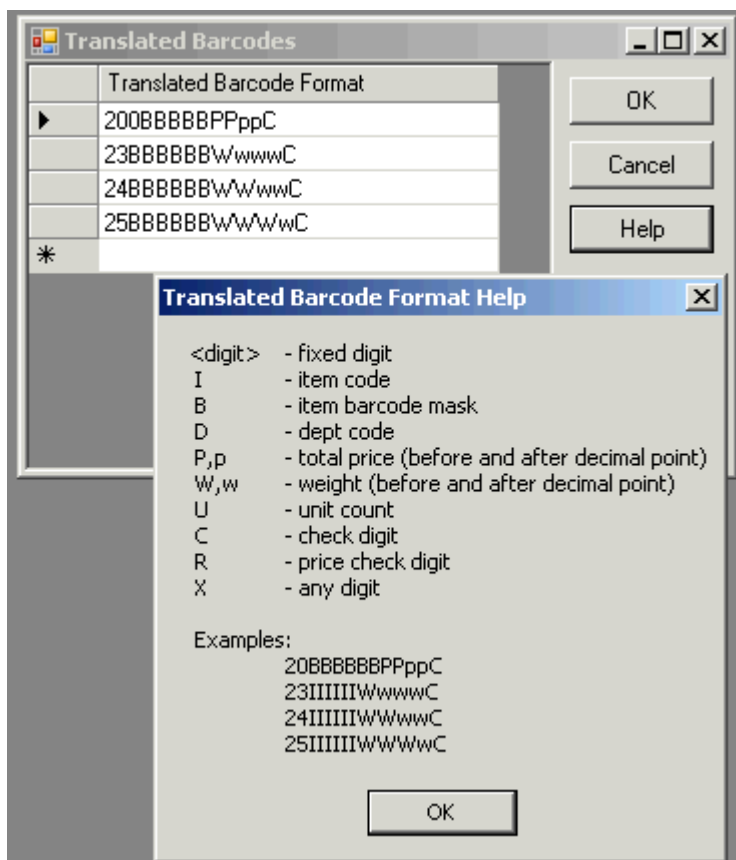 Translated Barcodes
Translated Barcode Format
200BBBBBPPppC
23BBBBBBWwwwC
24BBBBBBWWwwC
25BBBBBBWWWwC
OK
Cancel
Help
Translated Barcode Format Help
<digit> - fixed digit
I - item code
B - item barcode mask
D - dept code
P,p - total price (before and after decimal point)
W,w - weight (before and after decimal point)
U - unit count
C - check digit
R - price check digit
X - any digit
Examples:
20BBBBBBPPppC
23IIIIIIWwwwC
24IIIIIIWWwwC
25IIIIIIWWWwC
OK